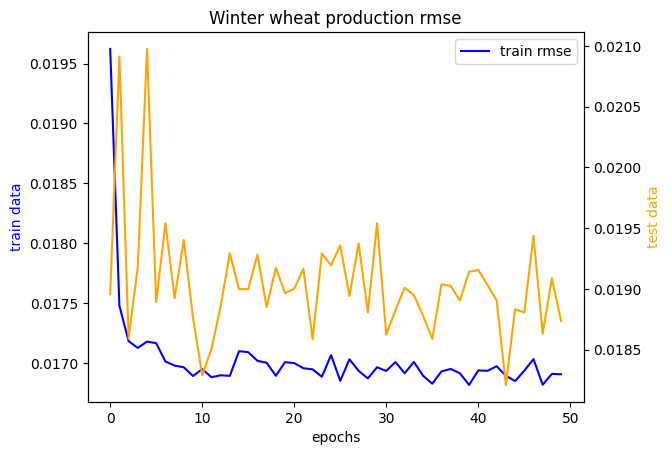 Winter wheat production rmse
train rmse
0.0195
0.0190
0.0185
0.0180
0.0175
0.0170
train data
0.0210
0.0205
0.0200
0.0195
0.0190
0.0185
test data
0 10 20 30 40 50
epochs